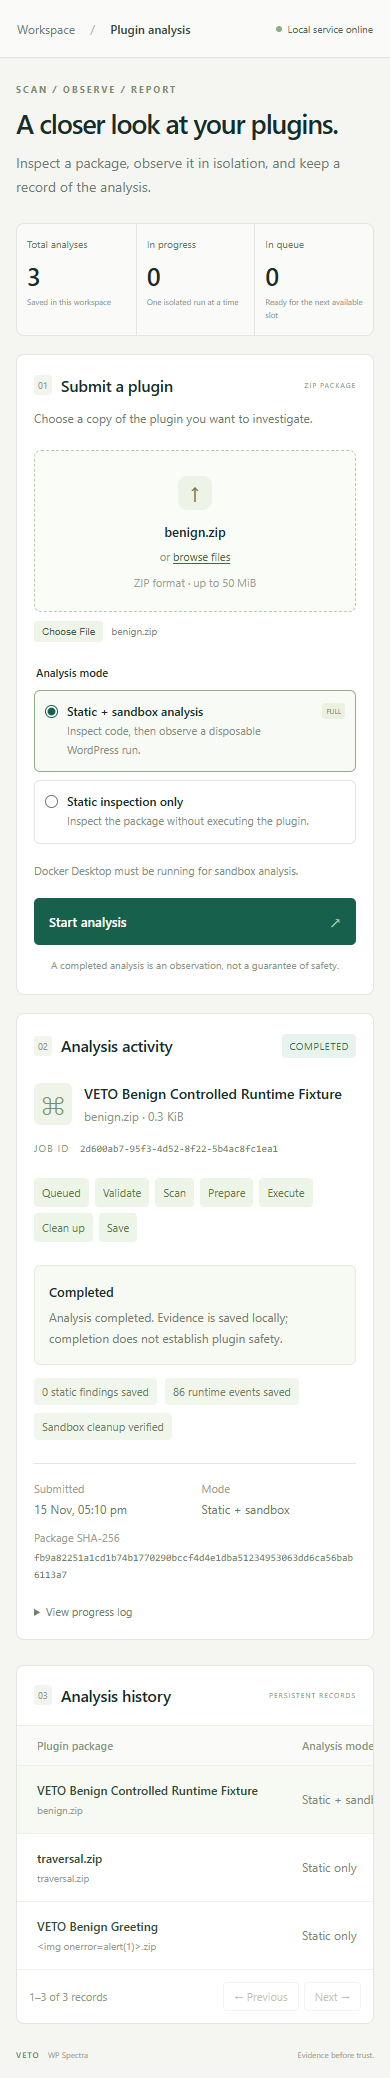 Workspace / Plugin analysis
Local service online
SCAN / OBSERVE / REPORT
A closer look at your plugins.
Inspect a package, observe it in isolation, and keep a
record of the analysis.
Total analyses
3
Saved in this workspace
In progress
0
One isolated run at a time
In queue
0
Ready for the next available
slot
01 Submit a plugin
ZIP PACKAGE
Choose a copy of the plugin you want to investigate.
↑
benign.zip
or browse files
ZIP format · up to 50 MiB
Choose File benign.zip
Analysis mode
Static + sandbox analysis
FULL
Inspect code, then observe a disposable
WordPress run.
Static inspection only
Inspect the package without executing the plugin.
Docker Desktop must be running for sandbox analysis.
Start analysis ↗
A completed analysis is an observation, not a guarantee of safety.
02 Analysis activity
COMPLETED
⌘
VETO Benign Controlled Runtime Fixture
benign.zip · 0.3 KiB
JOB ID 2d600ab7-95f3-4d52-8f22-5b4ac8fc1ea1
Queued Validate Scan Prepare Execute
Clean up Save
Completed
Analysis completed. Evidence is saved locally;
completion does not establish plugin safety.
0 static findings saved 86 runtime events saved
Sandbox cleanup verified
Submitted
15 Nov, 05:10 pm
Mode
Static + sandbox
Package SHA-256
fb9a82251a1cd1b74b1770290bccf4d4e1dba51234953063dd6ca56bab
6113a7
▶ View progress log
03 Analysis history
PERSISTENT RECORDS
Plugin package Analysis mode
VETO Benign Controlled Runtime Fixture
benign.zip
Static + sandb
traversal.zip
traversal.zip
Static only
VETO Benign Greeting
<img onerror=alert(1)>.zip
Static only
1–3 of 3 records
← Previous Next →
VETO WP Spectra
Evidence before trust.